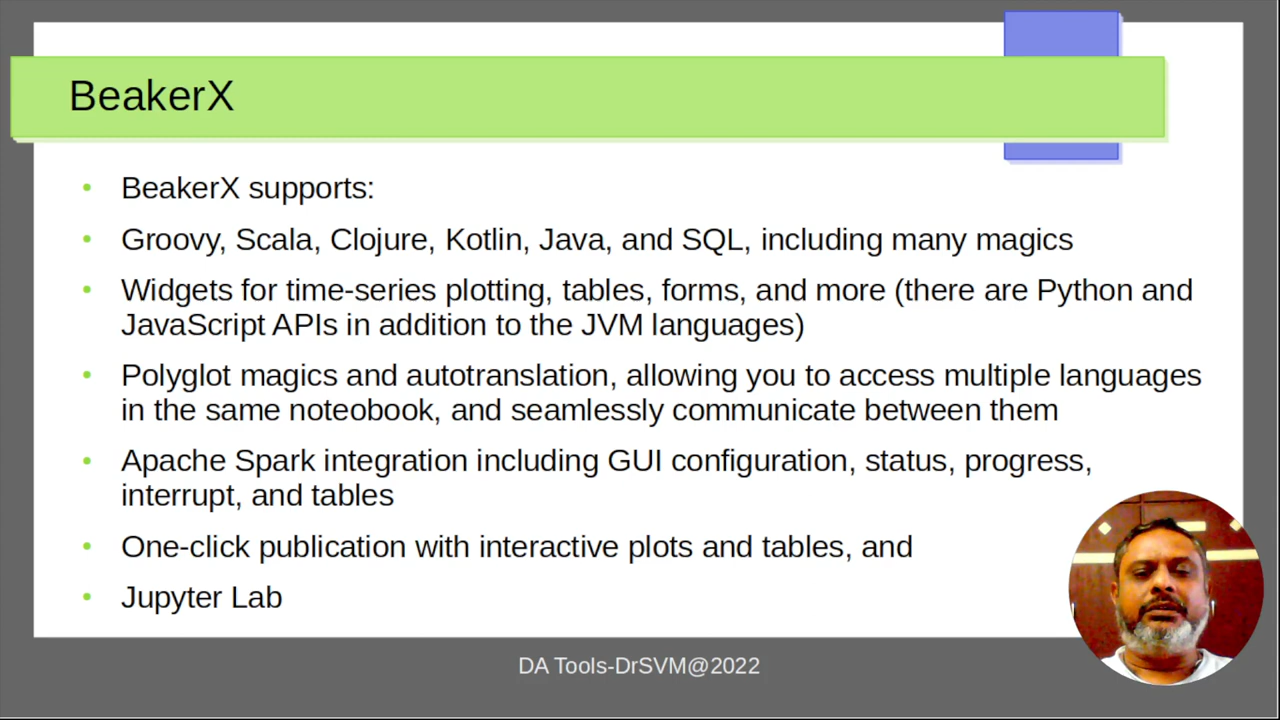 BeakerX
BeakerX supports:
Groovy, Scala, Clojure, Kotlin, Java, and SQL, including many magics
Widgets for time-series plotting, tables, forms, and more (there are Python and
JavaScript APIs in addition to the JVM languages)
Polyglot magics and autotranslation, allowing you to access multiple languages
in the same noteobook, and seamlessly communicate between them
Apache Spark integration including GUI configuration, status, progress,
interrupt, and tables
One-click publication with interactive plots and tables, and
Jupyter Lab
DA Tools-DrSVM@2022